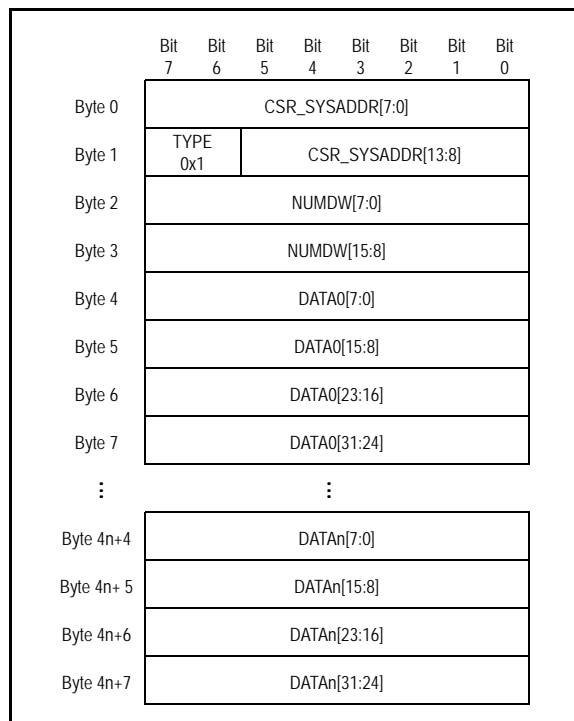 Bit Bit Bit Bit Bit Bit Bit Bit
7 6 5 4 3 2 1 0
Byte 0 CSR_SYSADDR[7:0]
Byte 1 TYPE 0x1 CSR_SYSADDR[13:8]
Byte 2 NUMDW[7:0]
Byte 3 NUMDW[15:8]
Byte 4 DATA0[7:0]
Byte 5 DATA0[15:8]
Byte 6 DATA0[23:16]
Byte 7 DATA0[31:24]
⋮ ⋮
Byte 4n+4 DATAn[7:0]
Byte 4n+ 5 DATAn[15:8]
Byte 4n+6 DATAn[23:16]
Byte 4n+7 DATAn[31:24]